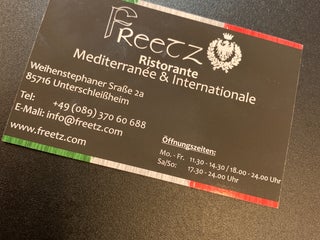 Freetz
Ristorante
Mediterranée & Internationale
Weihenstephaner Sraße 2a
85716 Unterschleißheim
Tel: +49 (089) 370 60 688
E-Mali: info@freetz.com
www.freetz.com
Öffnungszeiten:
Mo. - Fr. 11.30 - 14.30 / 18.00 - 24.00 Uhr
Sa/So: 17.30 - 24.00 Uhr